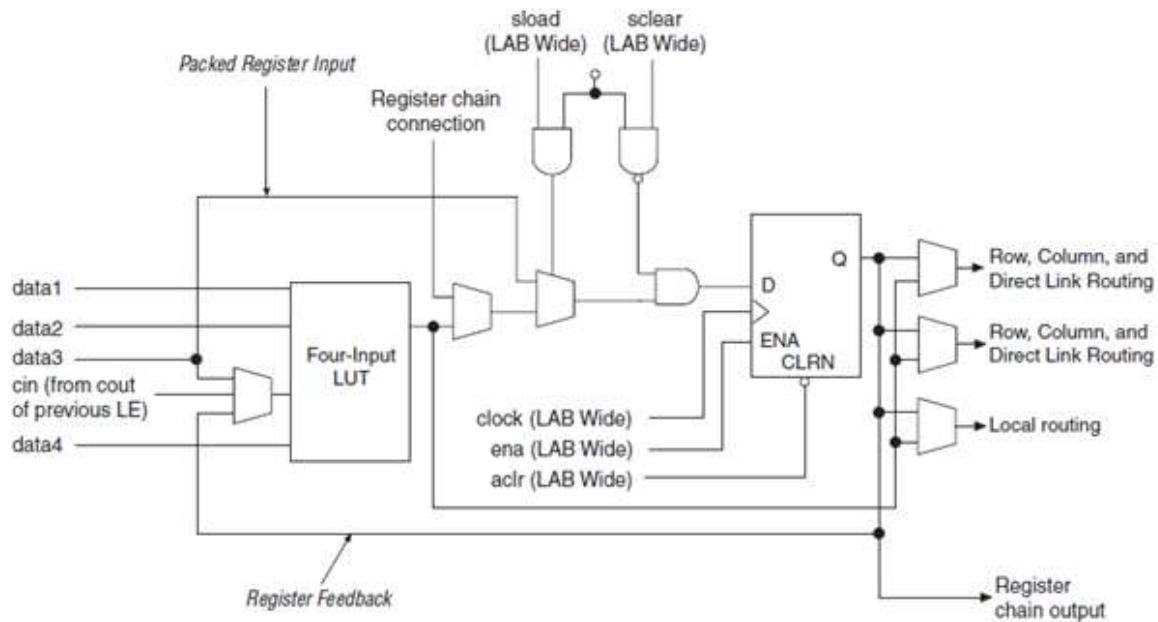 sload
(LAB Wide)
sclear
(LAB Wide)
Packed Register Input
Register chain
connection
data1
data2
data3
cin (from cout
of previous LE)
data4
Four-Input
LUT
D
Q
ENA
CLRN
clock (LAB Wide)
ena (LAB Wide)
aclr (LAB Wide)
Row, Column, and
Direct Link Routing
Row, Column, and
Direct Link Routing
Local routing
Register Feedback
Register
chain output